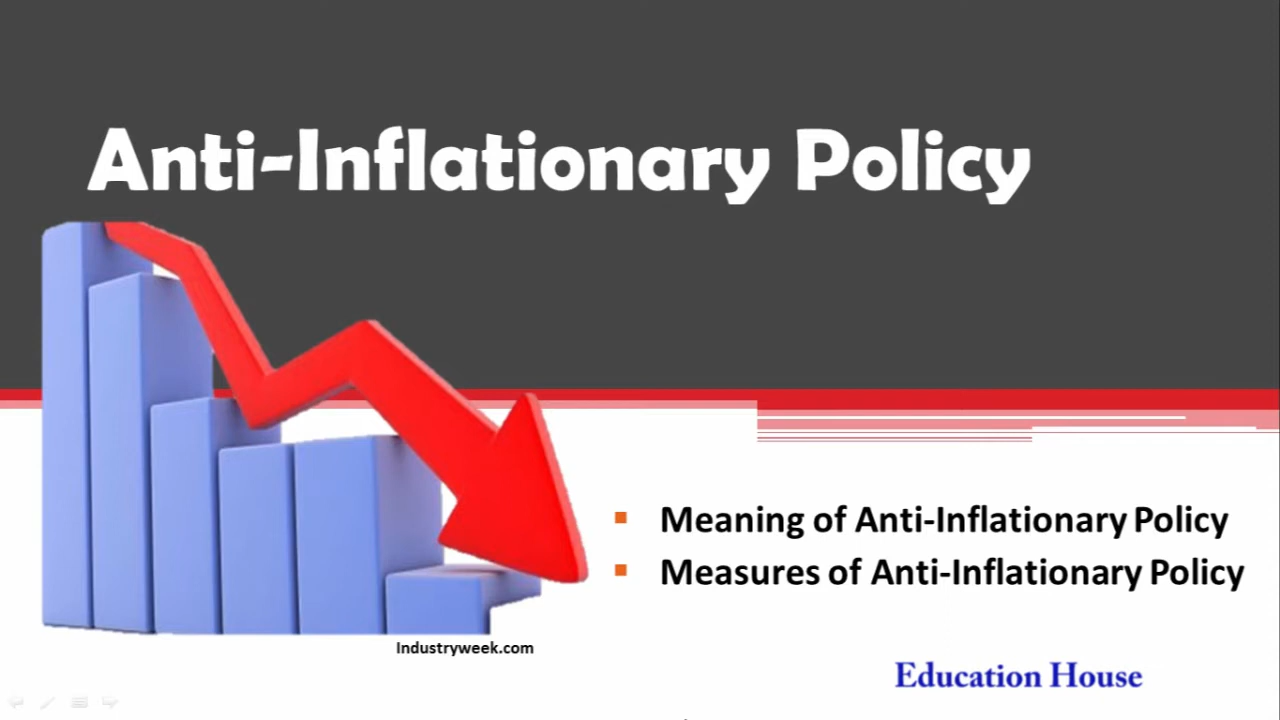 Anti-Inflationary Policy
Meaning of Anti-Inflationary Policy
Measures of Anti-Inflationary Policy
Industryweek.com
Education House